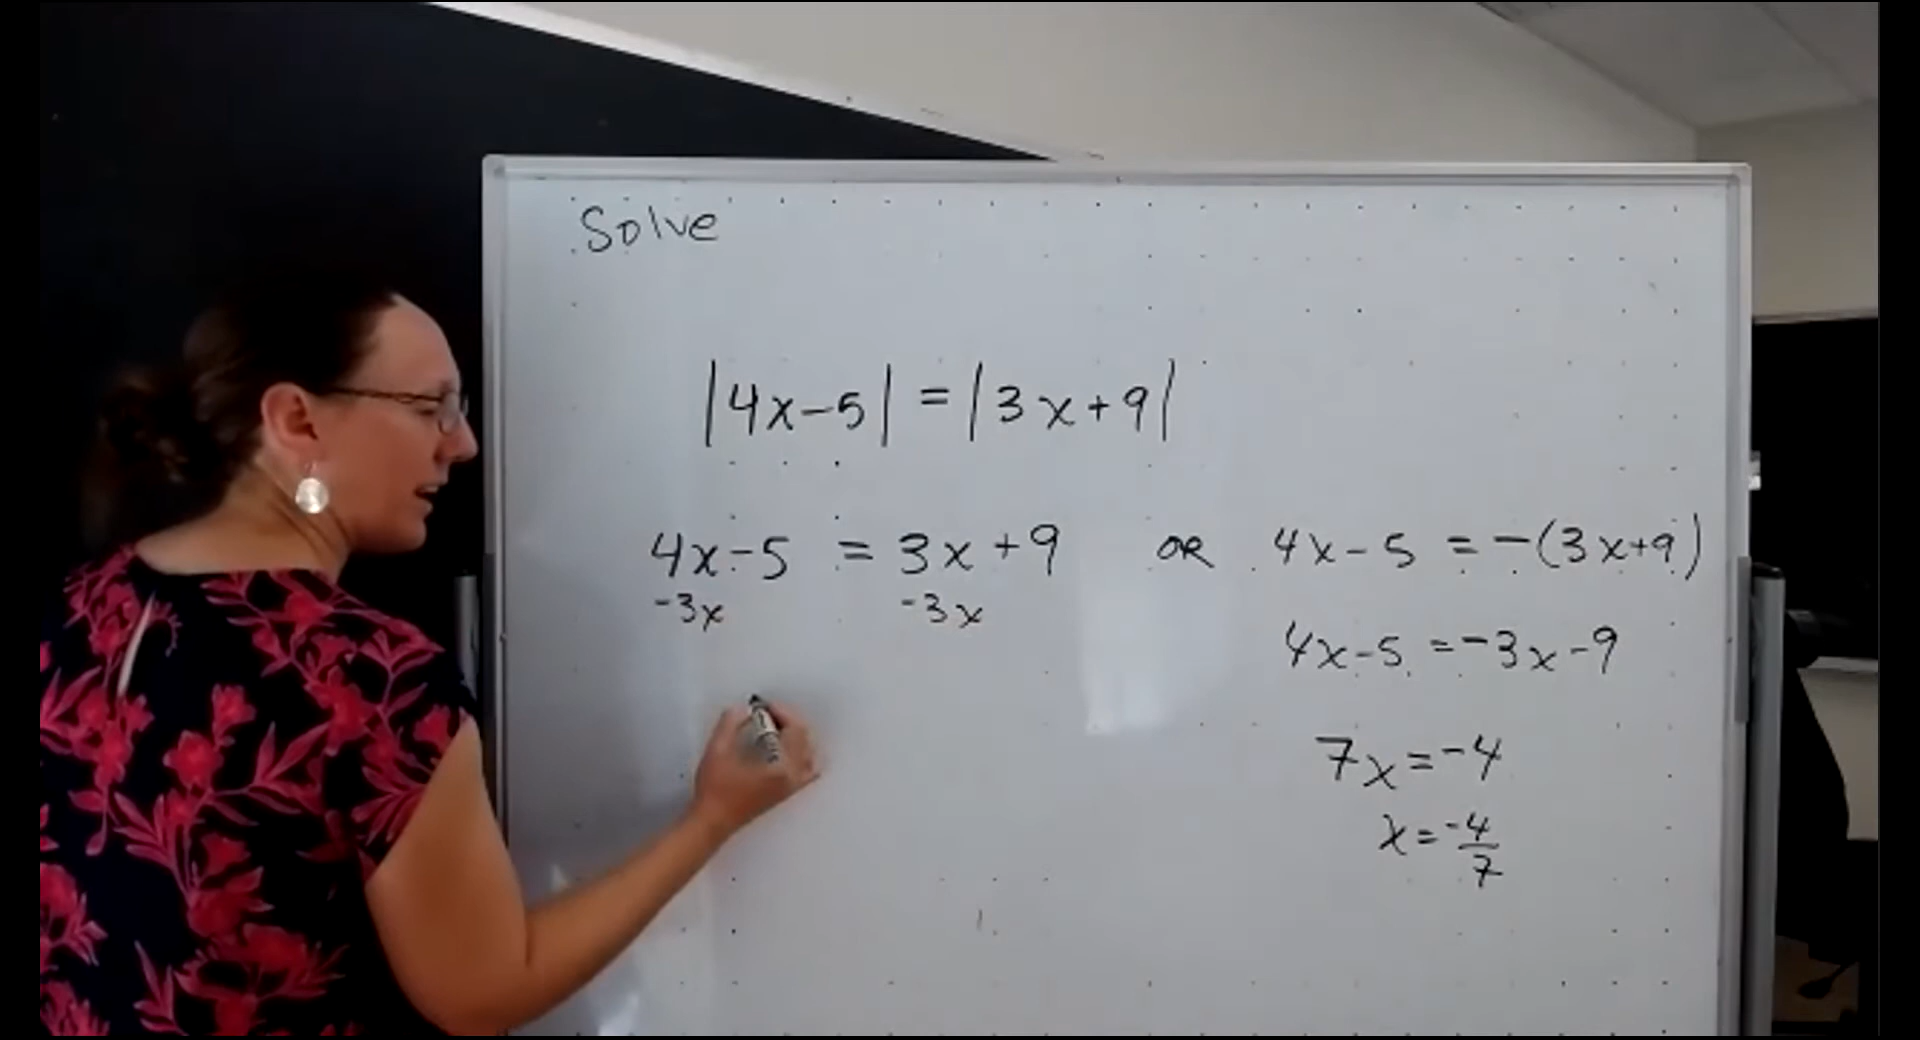 Solve
|4x-5| = |3x+9|
4x-5 = 3x+9 OR 4x-5 = -(3x+9)
-3x -3x
4x-5 = -3x-9
7x = -4
x = -4/7